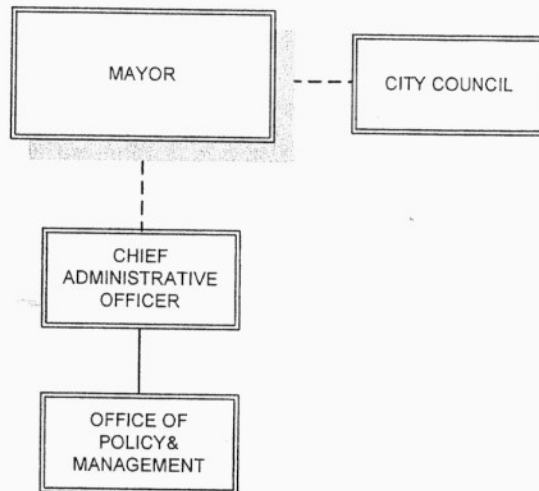 MAYOR
CITY COUNCIL
CHIEF
ADMINISTRATIVE
OFFICER
OFFICE OF
POLICY&
MANAGEMENT